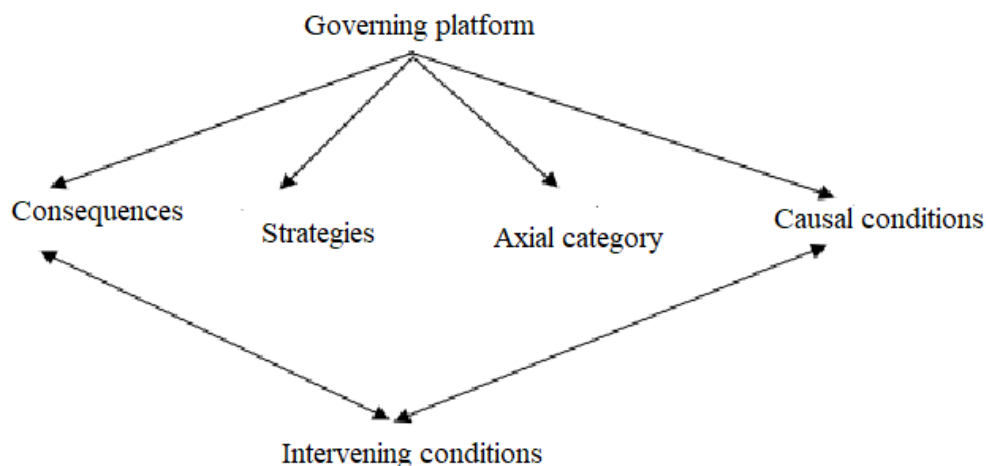 Governing platform
Consequences
Strategies
Axial category
Causal conditions
Intervening conditions